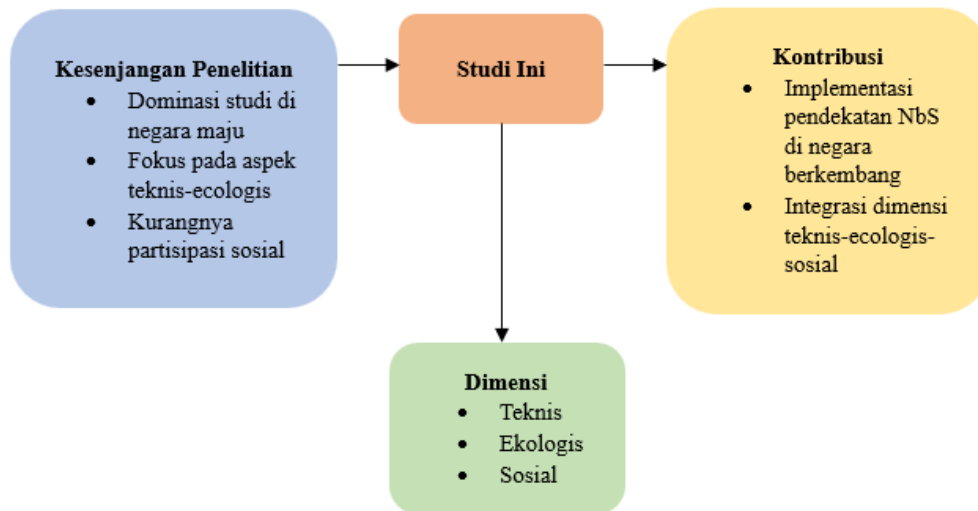 Kesenjangan Penelitian
• Dominasi studi di
negara maju
• Fokus pada aspek
teknis-ecologis
• Kurangnya
partisipasi sosial
Studi Ini
Kontribusi
• Implementasi
pendekatan NbS
di negara
berkembang
• Integrasi dimensi
teknis-ecologis-
sosial
Dimensi
• Teknis
• Ekologis
• Sosial